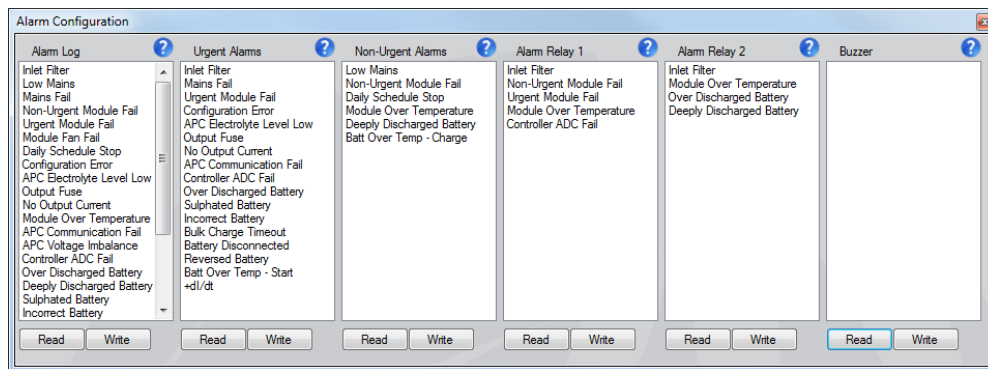 Alarm Configuration
Alarm Log
Inlet Filter
Low Mains
Mains Fail
Non-Urgent Module Fail
Urgent Module Fail
Module Fan Fail
Daily Schedule Stop
Configuration Error
APC Electrolyte Level Low
Output Fuse
No Output Current
Module Over Temperature
APC Communication Fail
APC Voltage Imbalance
Controller ADC Fail
Over Discharged Battery
Deeply Discharged Battery
Sulphated Battery
Incorrect Battery
Read Write
Urgent Alarms
Inlet Filter
Mains Fail
Urgent Module Fail
Configuration Error
APC Electrolyte Level Low
Output Fuse
No Output Current
APC Communication Fail
Controller ADC Fail
Over Discharged Battery
Sulphated Battery
Incorrect Battery
Bulk Charge Timeout
Battery Disconnected
Reversed Battery
Batt Over Temp - Start
+dI/dt
Read Write
Non-Urgent Alarms
Low Mains
Non-Urgent Module Fail
Daily Schedule Stop
Module Over Temperature
Deeply Discharged Battery
Batt Over Temp - Charge
Read Write
Alarm Relay 1
Inlet Filter
Non-Urgent Module Fail
Urgent Module Fail
Module Over Temperature
Controller ADC Fail
Read Write
Alarm Relay 2
Inlet Filter
Module Over Temperature
Over Discharged Battery
Deeply Discharged Battery
Read Write
Buzzer
Read Write